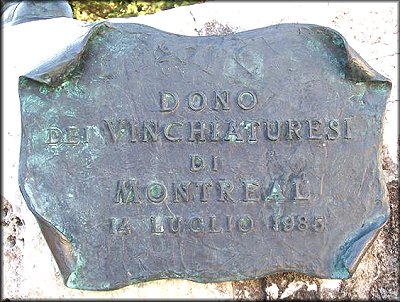 DONO
DEI VINCHIATURESI
DI
MONTREAL
14 LUGLIO 1985